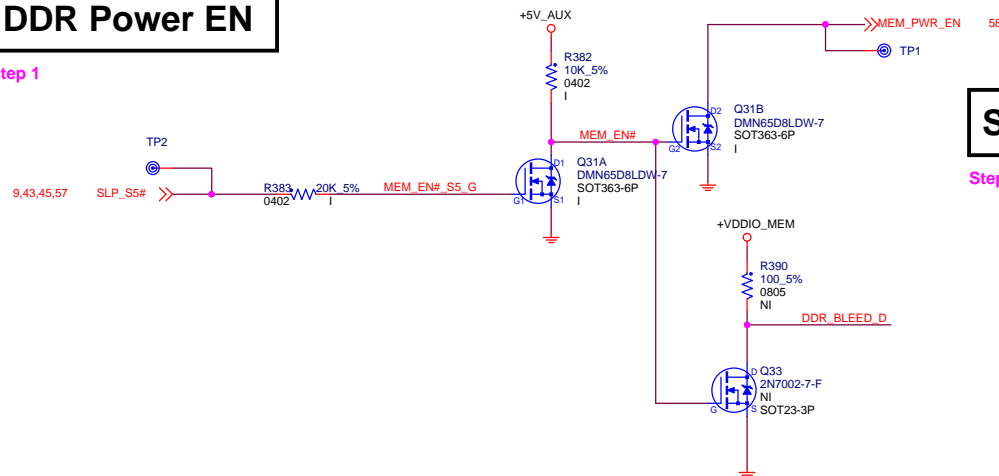 DDR Power EN
tep 1
+5V_AUX
R382
10K_5%
0402
I
MEM_PWR_EN 58
TP1
Q31B
DMN65D8LDW-7
SOT363-6P
I
D2
G2
S2
S
Step
TP2
MEM_EN#
9,43,45,57 SLP_S5#
R383 20K_5%
0402 I
MEM_EN#_S5_G
Q31A
DMN65D8LDW-7
SOT363-6P
I
D1
G1
S1
+VDDIO_MEM
R390
100_5%
0805
NI
DDR_BLEED_D
Q33
2N7002-7-F
NI
SOT23-3P
D
G
S